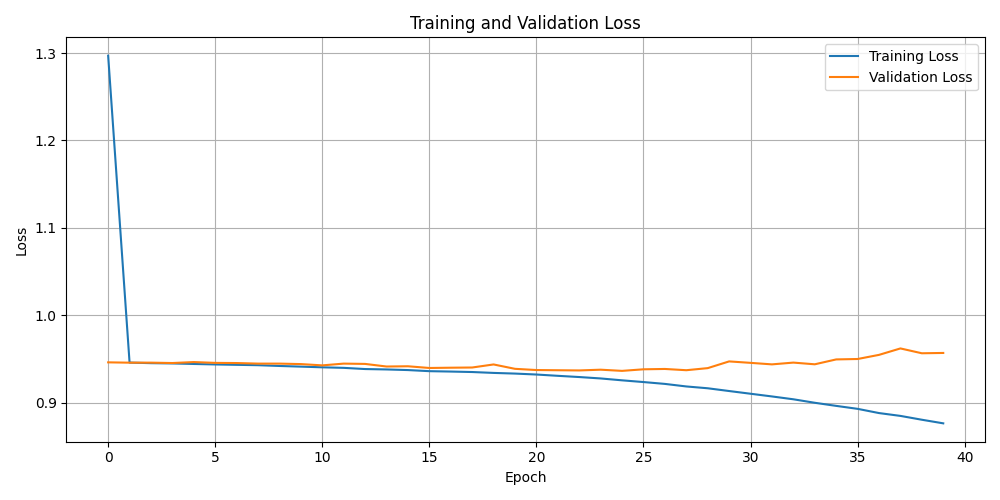 Training and Validation Loss
Training Loss
Validation Loss
1.3
1.2
1.1
1.0
0.9
Loss
0 5 10 15 20 25 30 35 40
Epoch